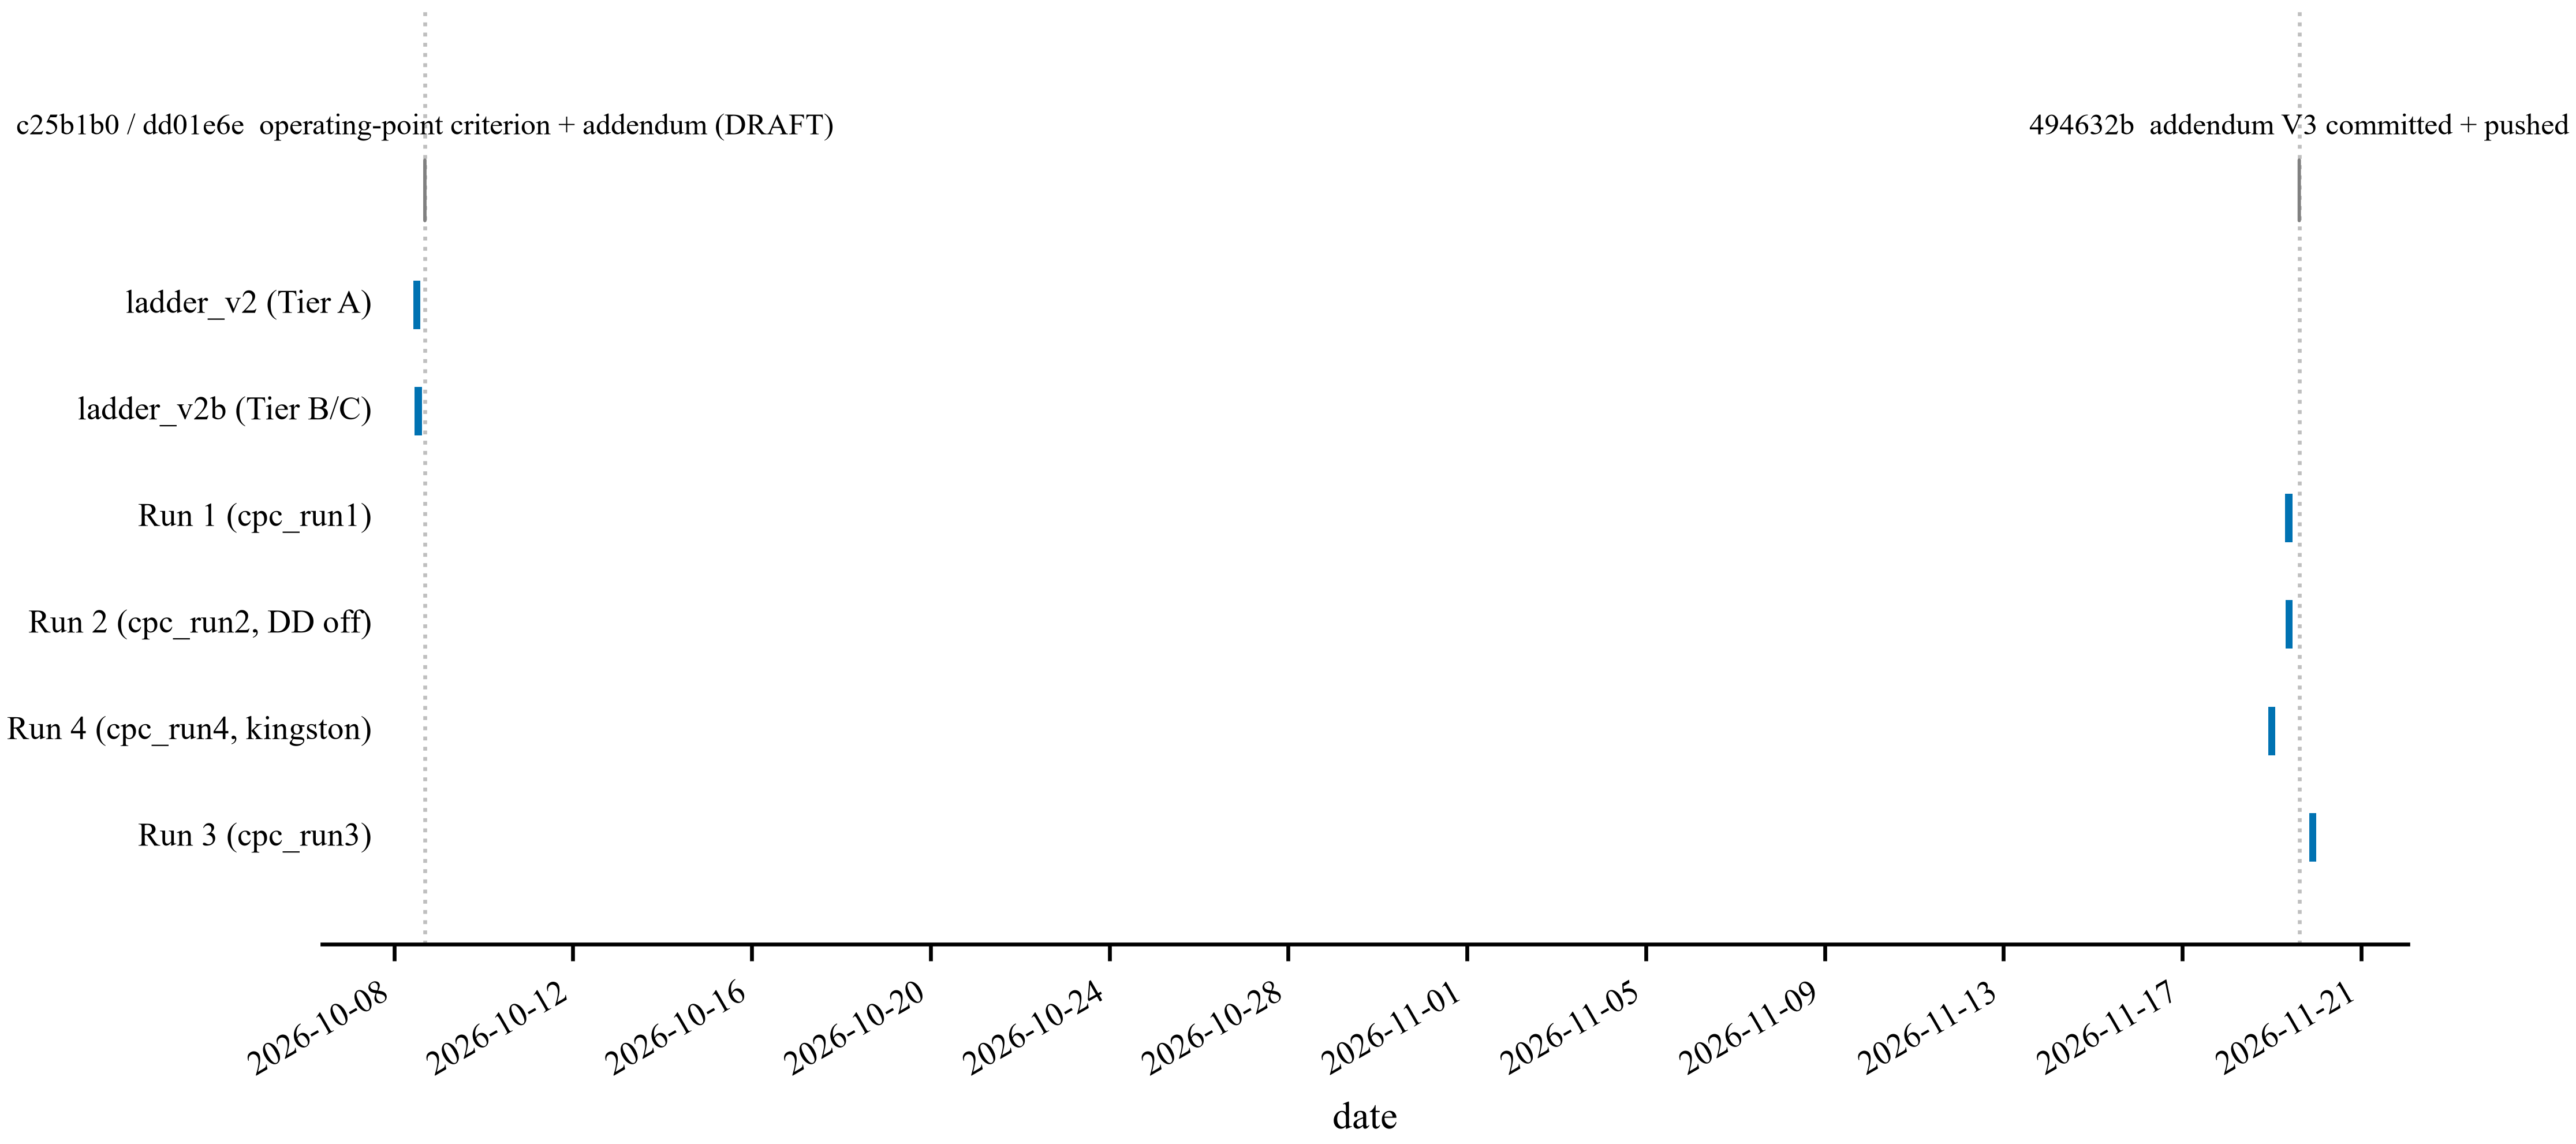 c25b1b0 / dd01e6e  operating-point criterion + addendum (DRAFT)
494632b  addendum V3 committed + pushed
ladder_v2 (Tier A)
ladder_v2b (Tier B/C)
Run 1 (cpc_run1)
Run 2 (cpc_run2, DD off)
Run 4 (cpc_run4, kingston)
Run 3 (cpc_run3)
2026-10-08
2026-10-12
2026-10-16
2026-10-20
2026-10-24
2026-10-28
2026-11-01
2026-11-05
2026-11-09
2026-11-13
2026-11-17
2026-11-21
date